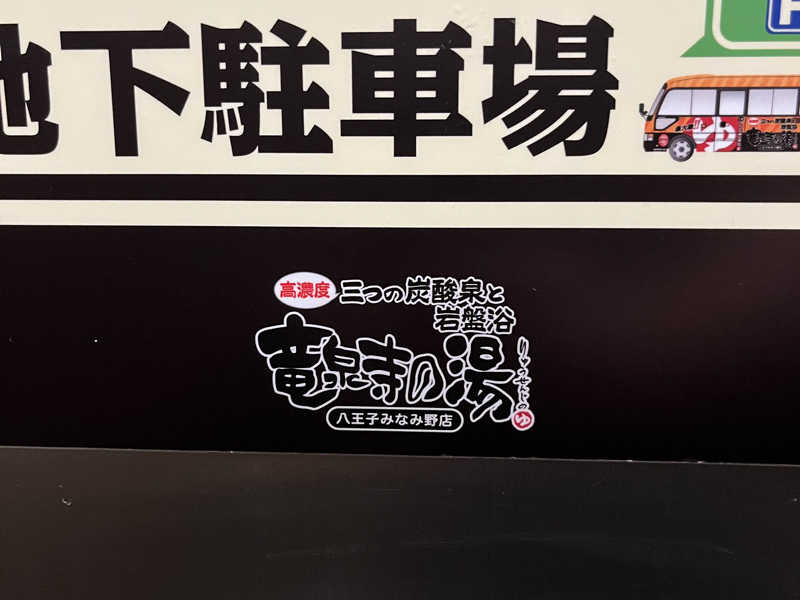 地下駐車場
高濃度 三つの炭酸泉と
岩盤浴
竜泉寺の湯
りゅうせんじの
ゆ
八王子みなみ野店